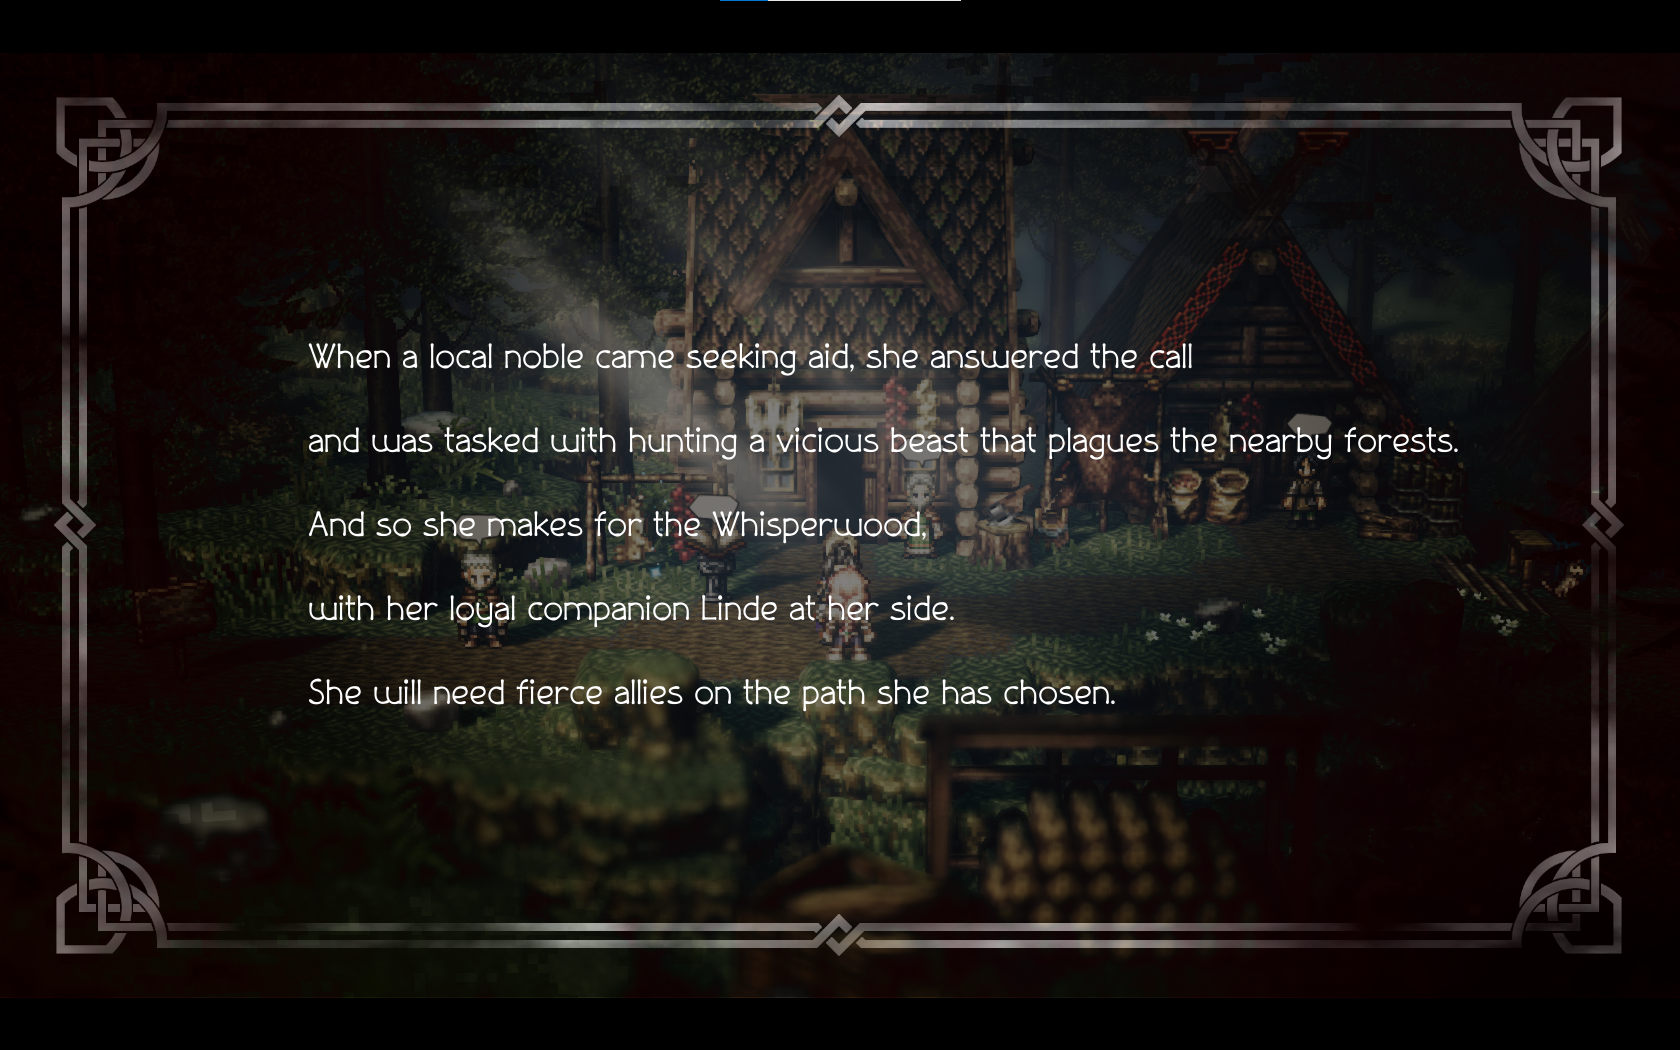 When a local noble came seeking aid, she answered the call
and was tasked with hunting a vicious beast that plagues the nearby forests.
And so she makes for the Whisperwood,
with her loyal companion Linde at her side.
She will need fierce allies on the path she has chosen.